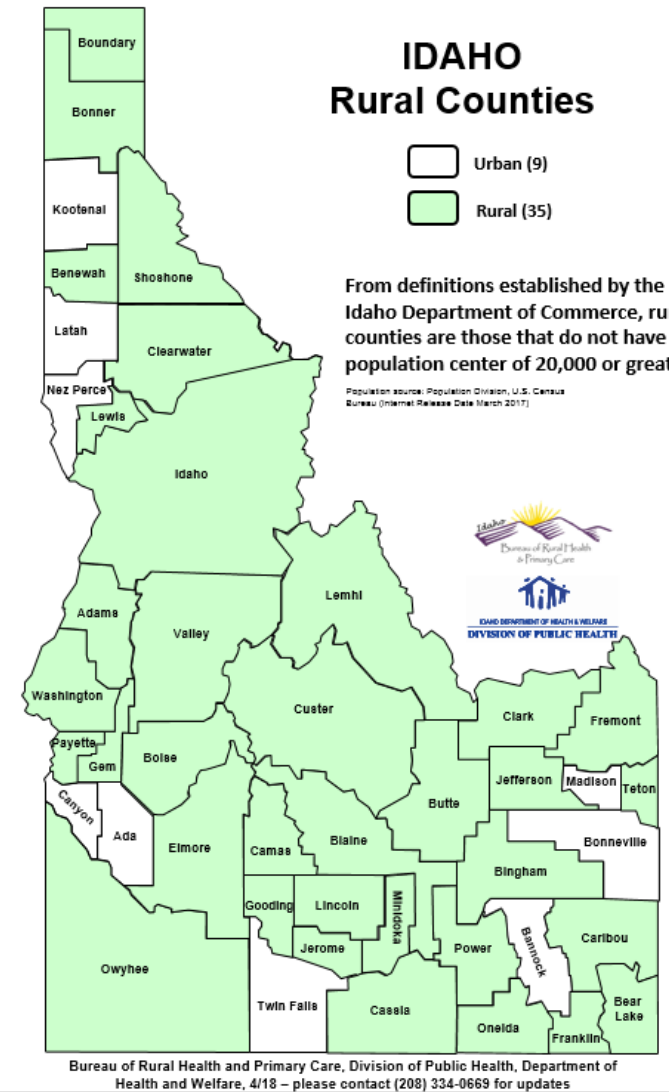 IDAHO
Rural Counties
Urban (9)
Rural (35)
From definitions established by the
Idaho Department of Commerce, ru
counties are those that do not have
population center of 20,000 or great
Population source: Population Division, U.S. Census
Bureau (Internet Release Date March 2017)
Boundary
Bonner
Kootenai
Benewah
Shoshone
Latah
Clearwater
Nez Perce
Lewis
Idaho
Idaho
Bureau of Rural Health
& Primary Care
IDAHO DEPARTMENT OF HEALTH & WELFARE
DIVISION OF PUBLIC HEALTH
Lemhi
Adams
Valley
Washington
Custer
Clark
Fremont
Payette
Gem
Boise
Jefferson
Madison
Teton
Canyon
Ada
Elmore
Camas
Blaine
Butte
Bonneville
Bingham
Gooding
Lincoln
Minidoka
Jerome
Power
Bannock
Caribou
Owyhee
Twin Falls
Cassia
Oneida
Franklin
Bear
Lake
Bureau of Rural Health and Primary Care, Division of Public Health, Department of
Health and Welfare, 4/18 – please contact (208) 334-0669 for updates